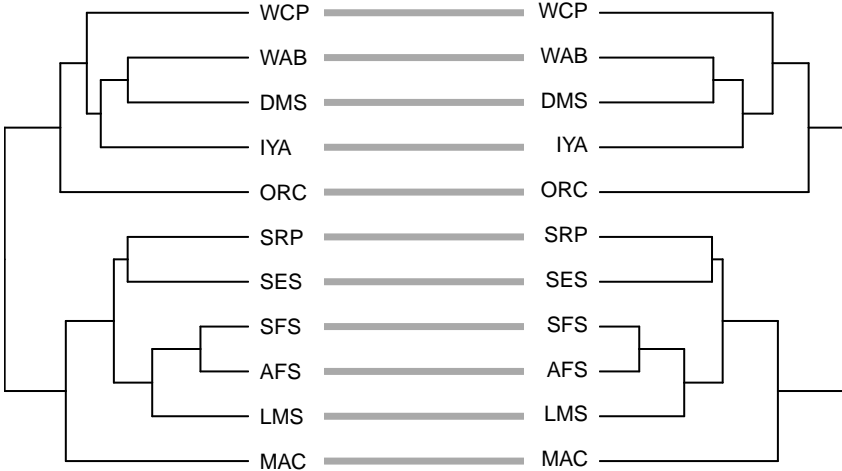 WCP WCP
WAB WAB
DMS DMS
IYA IYA
ORC ORC
SRP SRP
SES SES
SFS SFS
AFS AFS
LMS LMS
MAC MAC